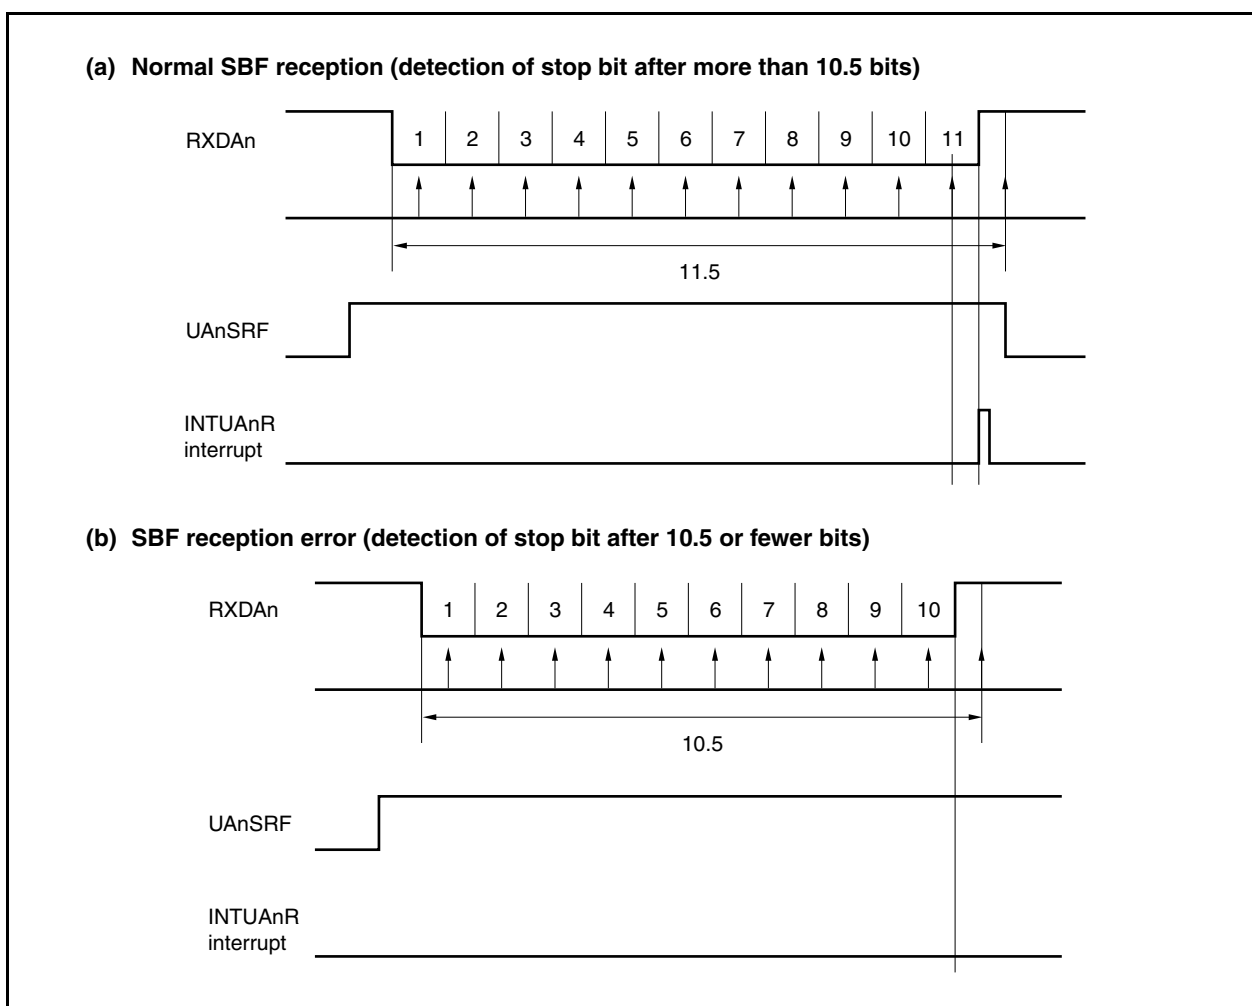 (a) Normal SBF reception (detection of stop bit after more than 10.5 bits)
RXDAn
1 2 3 4 5 6 7 8 9 10 11
11.5
UAnSRF
INTUAnR
interrupt
(b) SBF reception error (detection of stop bit after 10.5 or fewer bits)
RXDAn
1 2 3 4 5 6 7 8 9 10
10.5
UAnSRF
INTUAnR
interrupt